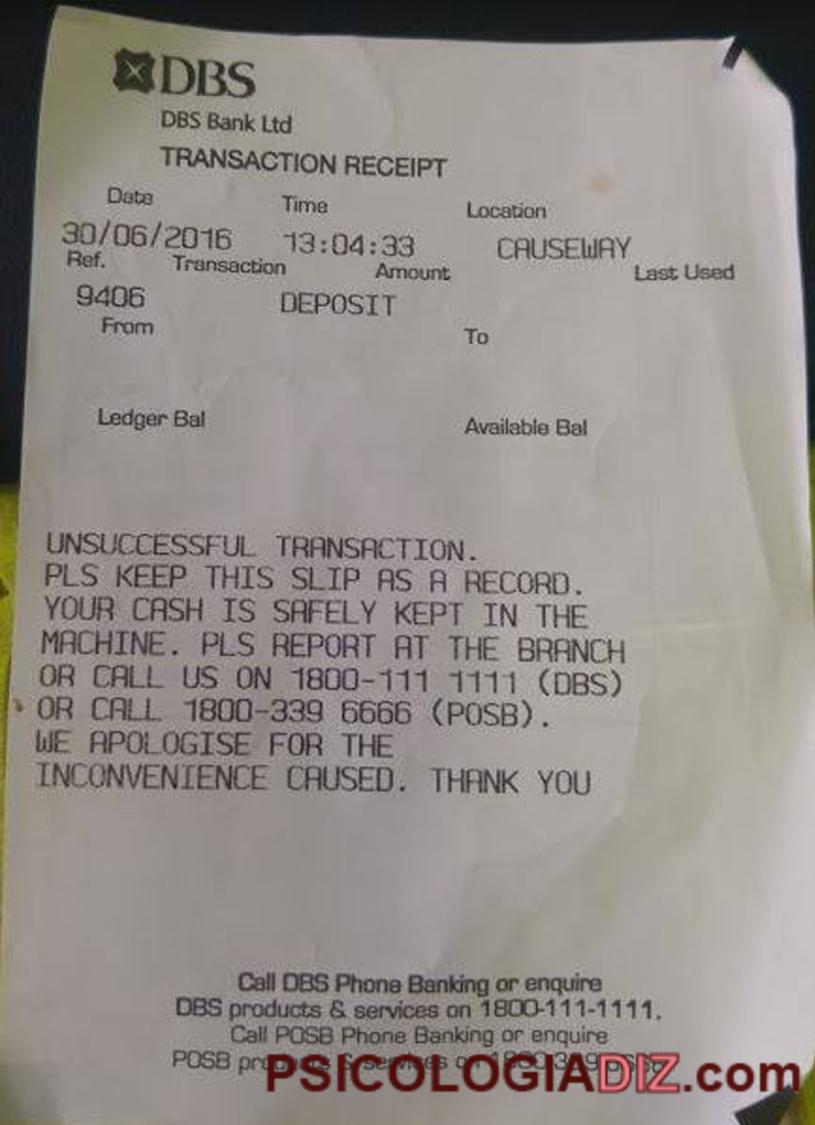 DBS
DBS Bank Ltd
TRANSACTION RECEIPT
Date Time Location
30/06/2016 13:04:33 CAUSEWAY
Ref. Transaction Amount Last Used
9406 DEPOSIT
From To
Ledger Bal Available Bal
UNSUCCESSFUL TRANSACTION.
PLS KEEP THIS SLIP AS A RECORD.
YOUR CASH IS SAFELY KEPT IN THE
MACHINE. PLS REPORT AT THE BRANCH
OR CALL US ON 1800-111 1111 (DBS)
OR CALL 1800-339 6666 (POSB).
WE APOLOGISE FOR THE
INCONVENIENCE CAUSED. THANK YOU
Call DBS Phone Banking or enquire
DBS products & services on 1800-111-1111.
Call POSB Phone Banking or enquire
POSB products & services on
PSICOLOGIADIZ.com